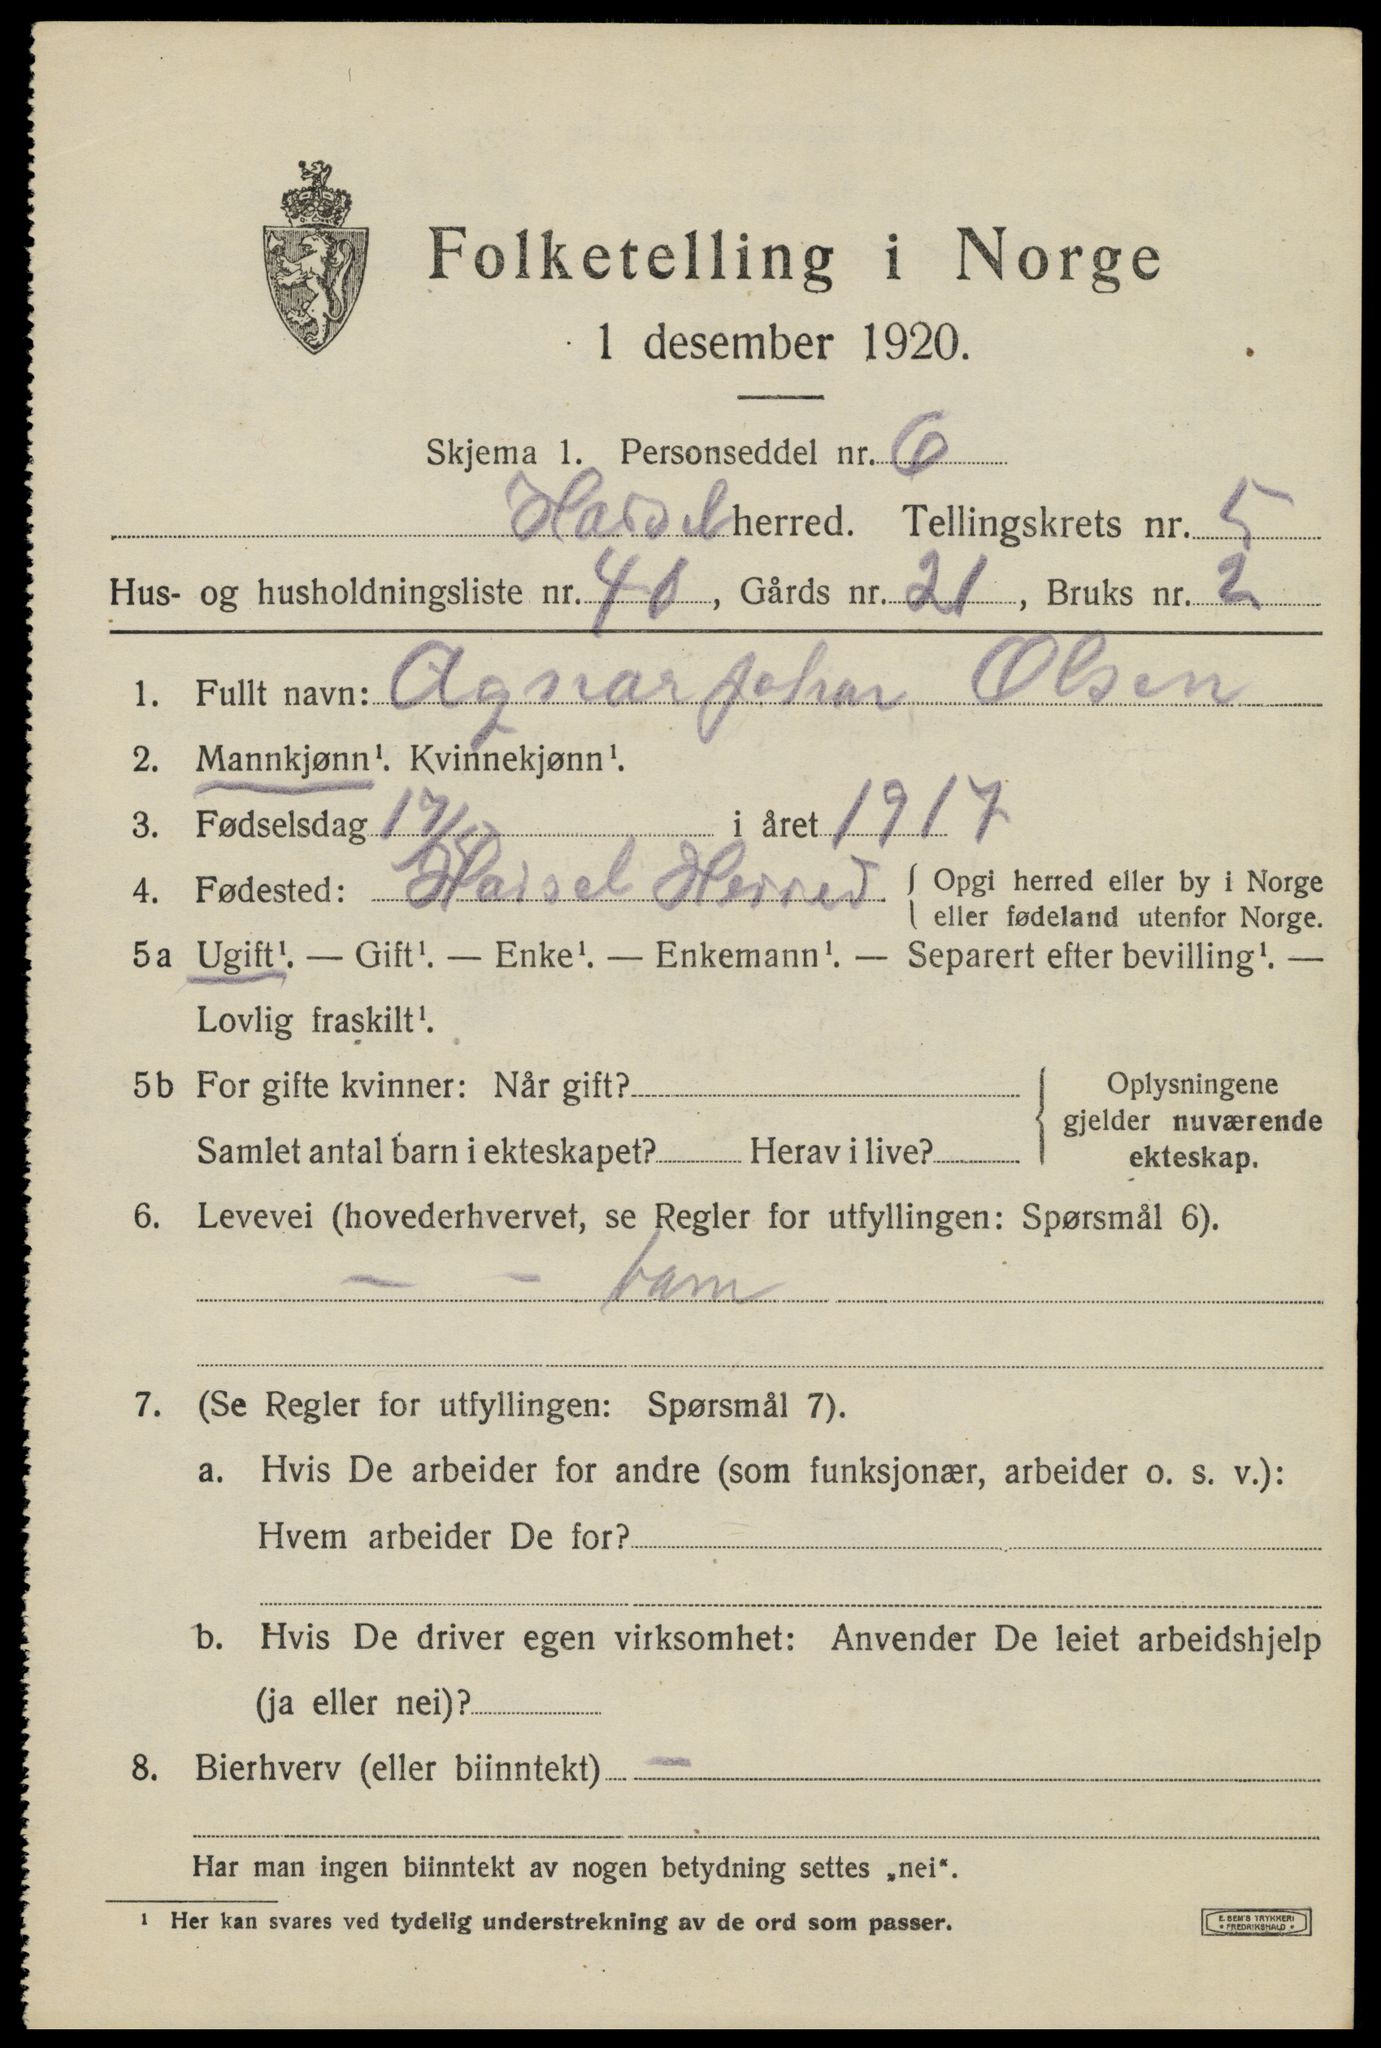 Folketelling i Norge
1 desember 1920.
Skjema 1. Personseddel nr. 6
Hadsel herred. Tellingskrets nr. 5
Hus- og husholdningsliste nr. 40, Gårds nr. 21, Bruks nr. 2
1. Fullt navn: Agnar Johan Olsen
2. Mannkjønn¹. Kvinnekjønn¹.
3. Fødselsdag 17/ i året 1917
4. Fødested: Hadsel Herred { Opgi herred eller by i Norge
eller fødeland utenfor Norge.
5a Ugift¹. — Gift¹. — Enke¹. — Enkemann¹. — Separert efter bevilling¹. —
Lovlig fraskilt¹.
5b For gifte kvinner: Når gift?
Samlet antal barn i ekteskapet? Herav i live?
{ Oplysningene
gjelder nuværende
ekteskap.
6. Levevei (hovederhvervet, se Regler for utfyllingen: Spørsmål 6).
— — barn
7. (Se Regler for utfyllingen: Spørsmål 7).
a. Hvis De arbeider for andre (som funksjonær, arbeider o. s. v.):
Hvem arbeider De for?
b. Hvis De driver egen virksomhet: Anvender De leiet arbeidshjelp
(ja eller nei)?
8. Bierhverv (eller biinntekt) —
Har man ingen biinntekt av nogen betydning settes „nei“.
¹ Her kan svares ved tydelig understrekning av de ord som passer.
E. SEM'S TRYKKERI
* FREDRIKSHALD *